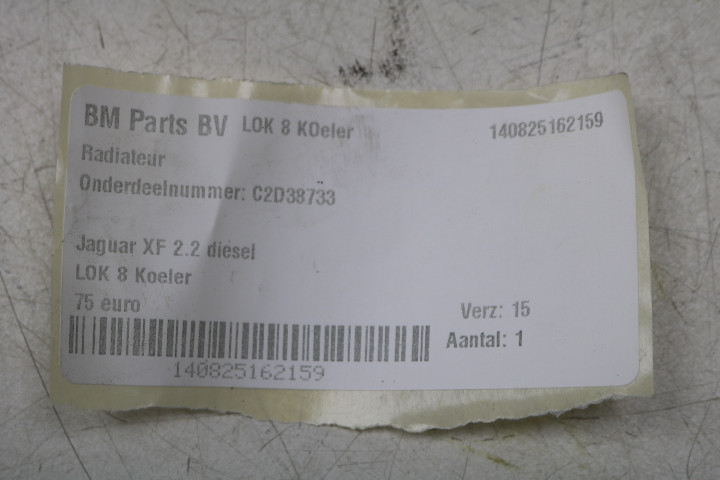 BM Parts BV LOK 8 KOeler 140825162159
Radiateur
Onderdeelnummer: C2D38733
Jaguar XF 2.2 diesel
LOK 8 Koeler
75 euro
Verz: 15
Aantal: 1
140825162159